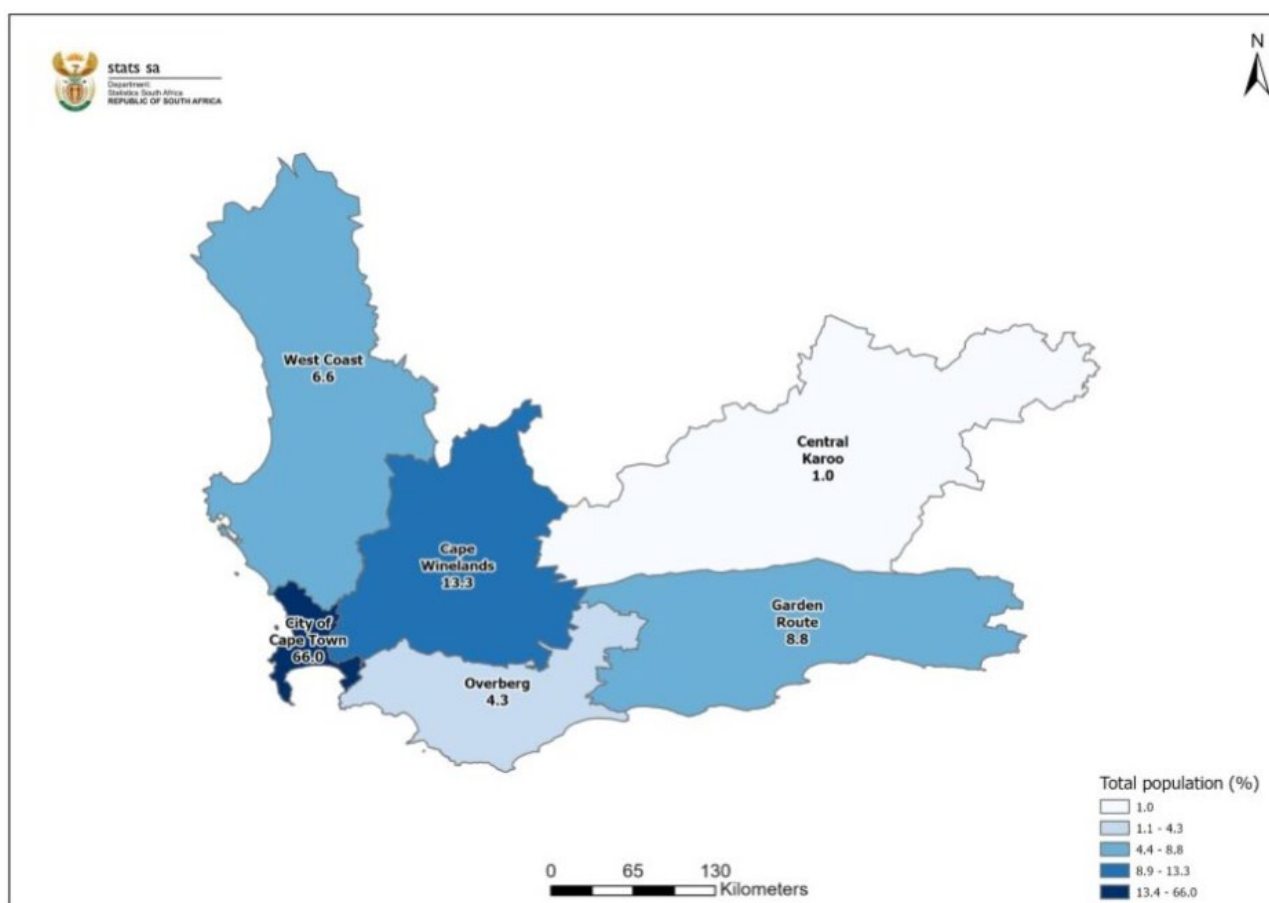 stats sa
Department:
Statistics South Africa
REPUBLIC OF SOUTH AFRICA
N
West Coast
6.6
Central
Karoo
1.0
Cape
Winelands
13.3
Garden
Route
8.8
City of
Cape Town
66.0
Overberg
4.3
Total population (%)
1.0
1.1 - 4.3
4.4 - 8.8
8.9 - 13.3
13.4 - 66.0
0 65 130
Kilometers